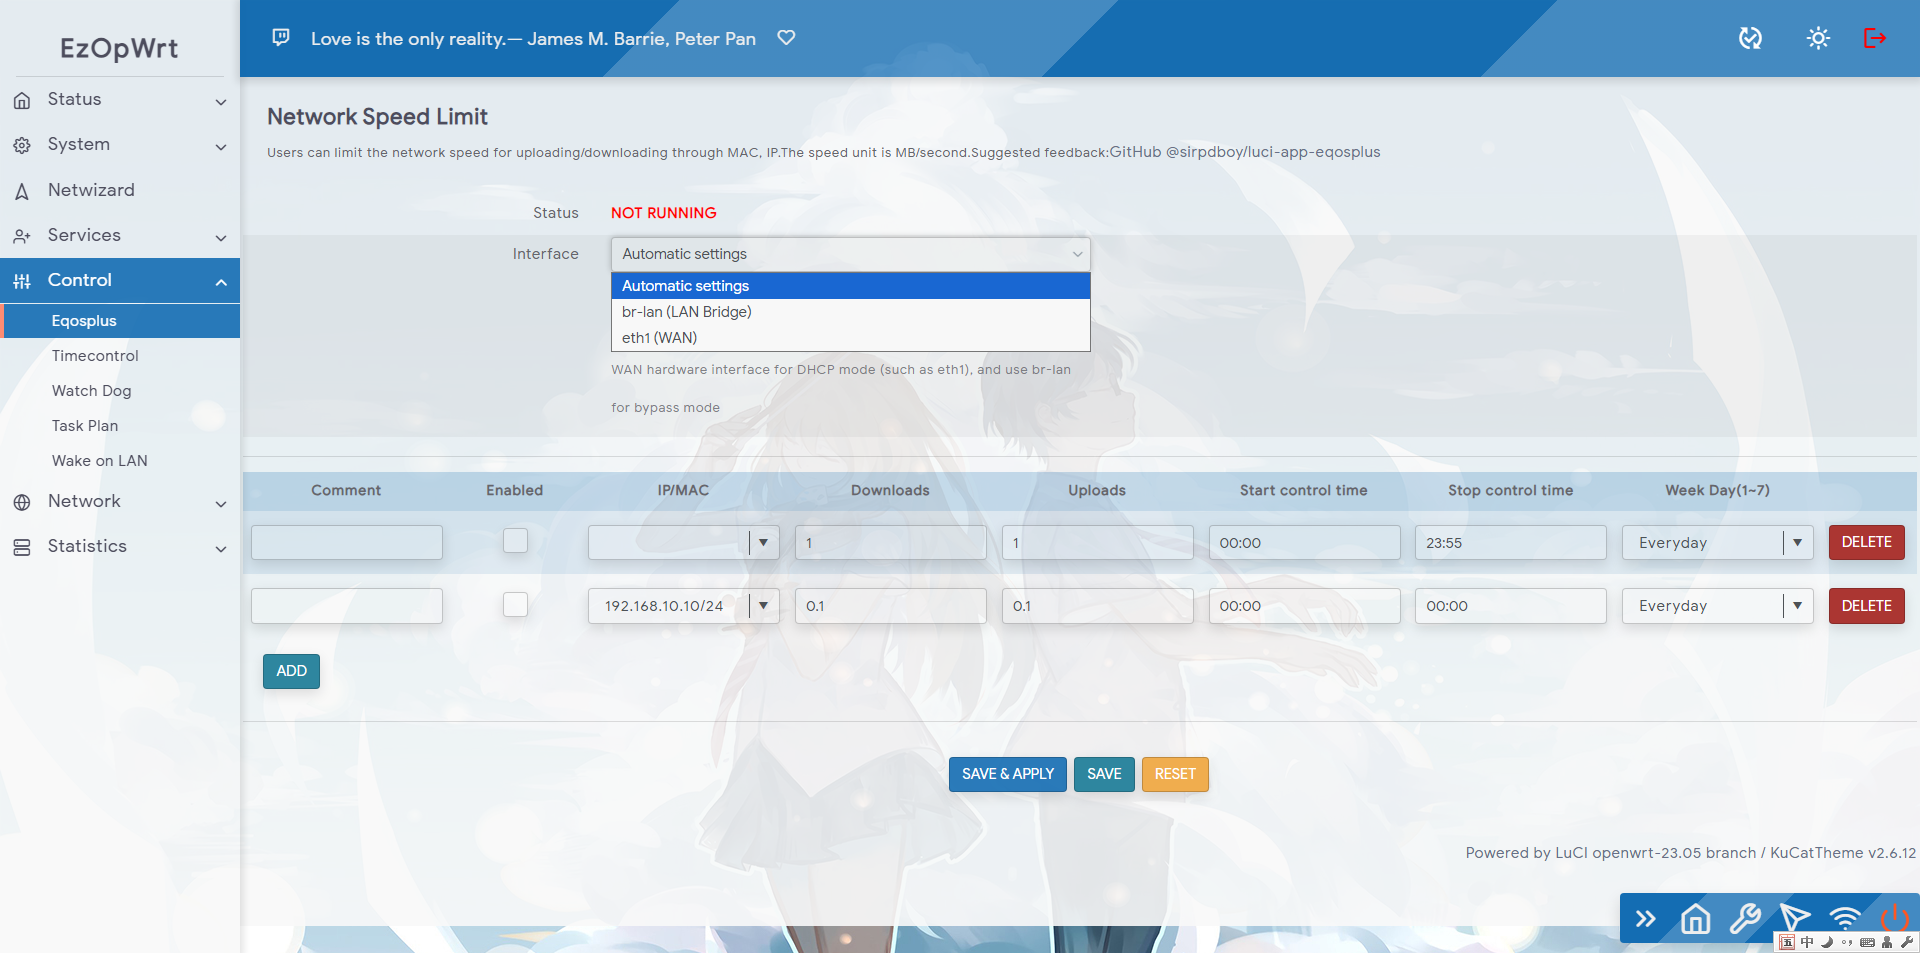 EzOpWrt
Love is the only reality.— James M. Barrie, Peter Pan
Status
System
Netwizard
Services
Control
Eqosplus
Timecontrol
Watch Dog
Task Plan
Wake on LAN
Network
Statistics
Network Speed Limit
Users can limit the network speed for uploading/downloading through MAC, IP.The speed unit is MB/second.Suggested feedback:GitHub @sirpdboy/luci-app-eqosplus
Status NOT RUNNING
Interface Automatic settings
Automatic settings
br-lan (LAN Bridge)
eth1 (WAN)
WAN hardware interface for DHCP mode (such as eth1), and use br-lan
for bypass mode
Comment Enabled IP/MAC Downloads Uploads Start control time Stop control time Week Day(1~7)
1 1 00:00 23:55 Everyday DELETE
192.168.10.10/24 0.1 0.1 00:00 00:00 Everyday DELETE
ADD
SAVE & APPLY SAVE RESET
Powered by LuCI openwrt-23.05 branch / KuCatTheme v2.6.12
五 中